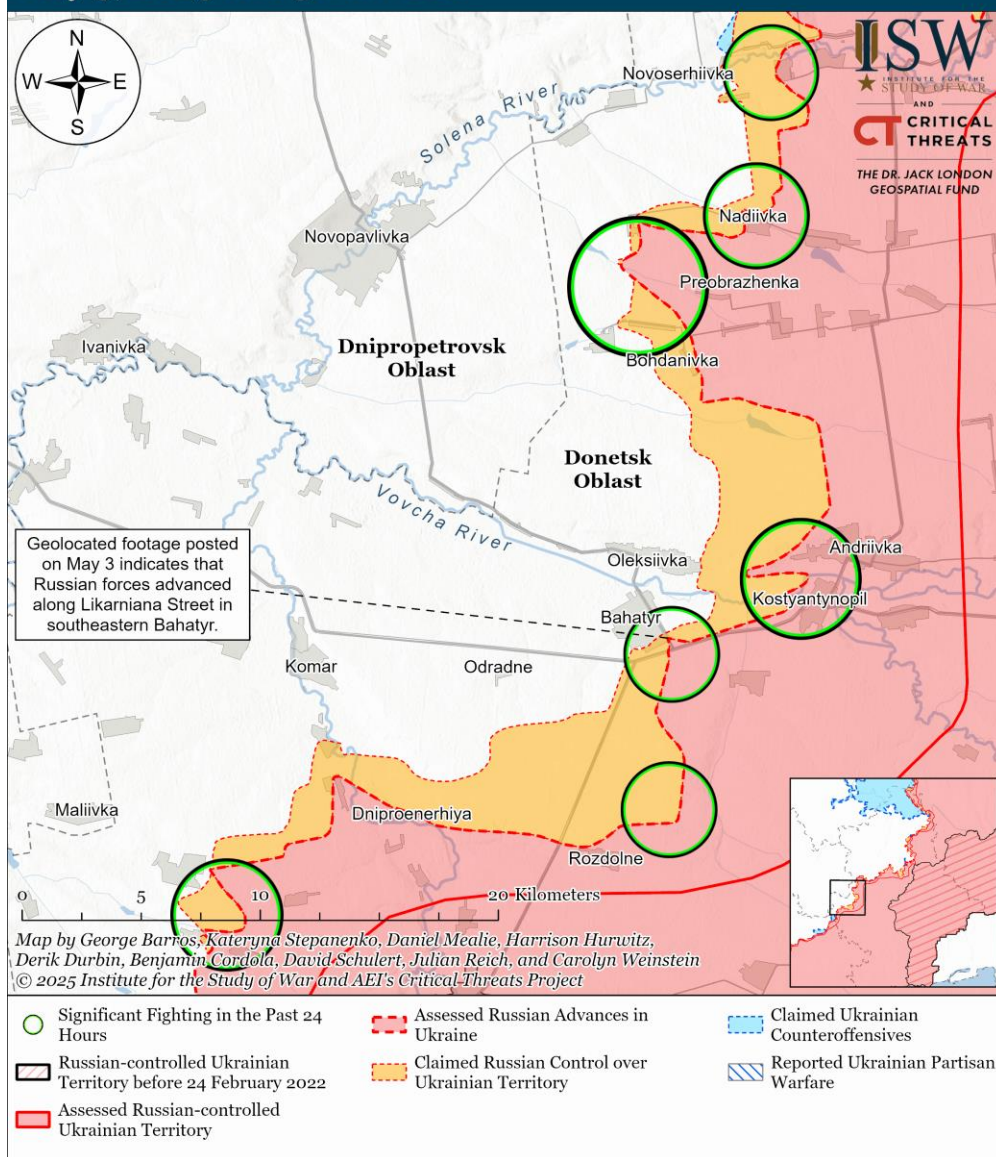 N
W
E
S
ISW
INSTITUTE FOR THE
STUDY OF WAR
AND
CT CRITICAL
THREATS
THE DR. JACK LONDON
GEOSPATIAL FUND
Novoserhiivka
Solena River
Nadiivka
Novopavlivka
Preobrazhenka
Ivanivka
Dnipropetrovsk
Oblast
Bohdanivka
Donetsk
Oblast
Vovcha River
Geolocated footage posted
on May 3 indicates that
Russian forces advanced
along Likarniana Street in
southeastern Bahatyr.
Oleksiivka
Andriivka
Kostyantynopil
Bahatyr
Komar
Odradne
Maliivka
Dniproenerhiya
Rozdolne
0
5
10
20 Kilometers
Map by George Barros, Kateryna Stepanenko, Daniel Mealie, Harrison Hurwitz,
Derik Durbin, Benjamin Cordola, David Schulert, Julian Reich, and Carolyn Weinstein
© 2025 Institute for the Study of War and AEI's Critical Threats Project
Significant Fighting in the Past 24
Hours
Russian-controlled Ukrainian
Territory before 24 February 2022
Assessed Russian-controlled
Ukrainian Territory
Assessed Russian Advances in
Ukraine
Claimed Russian Control over
Ukrainian Territory
Claimed Ukrainian
Counteroffensives
Reported Ukrainian Partisan
Warfare